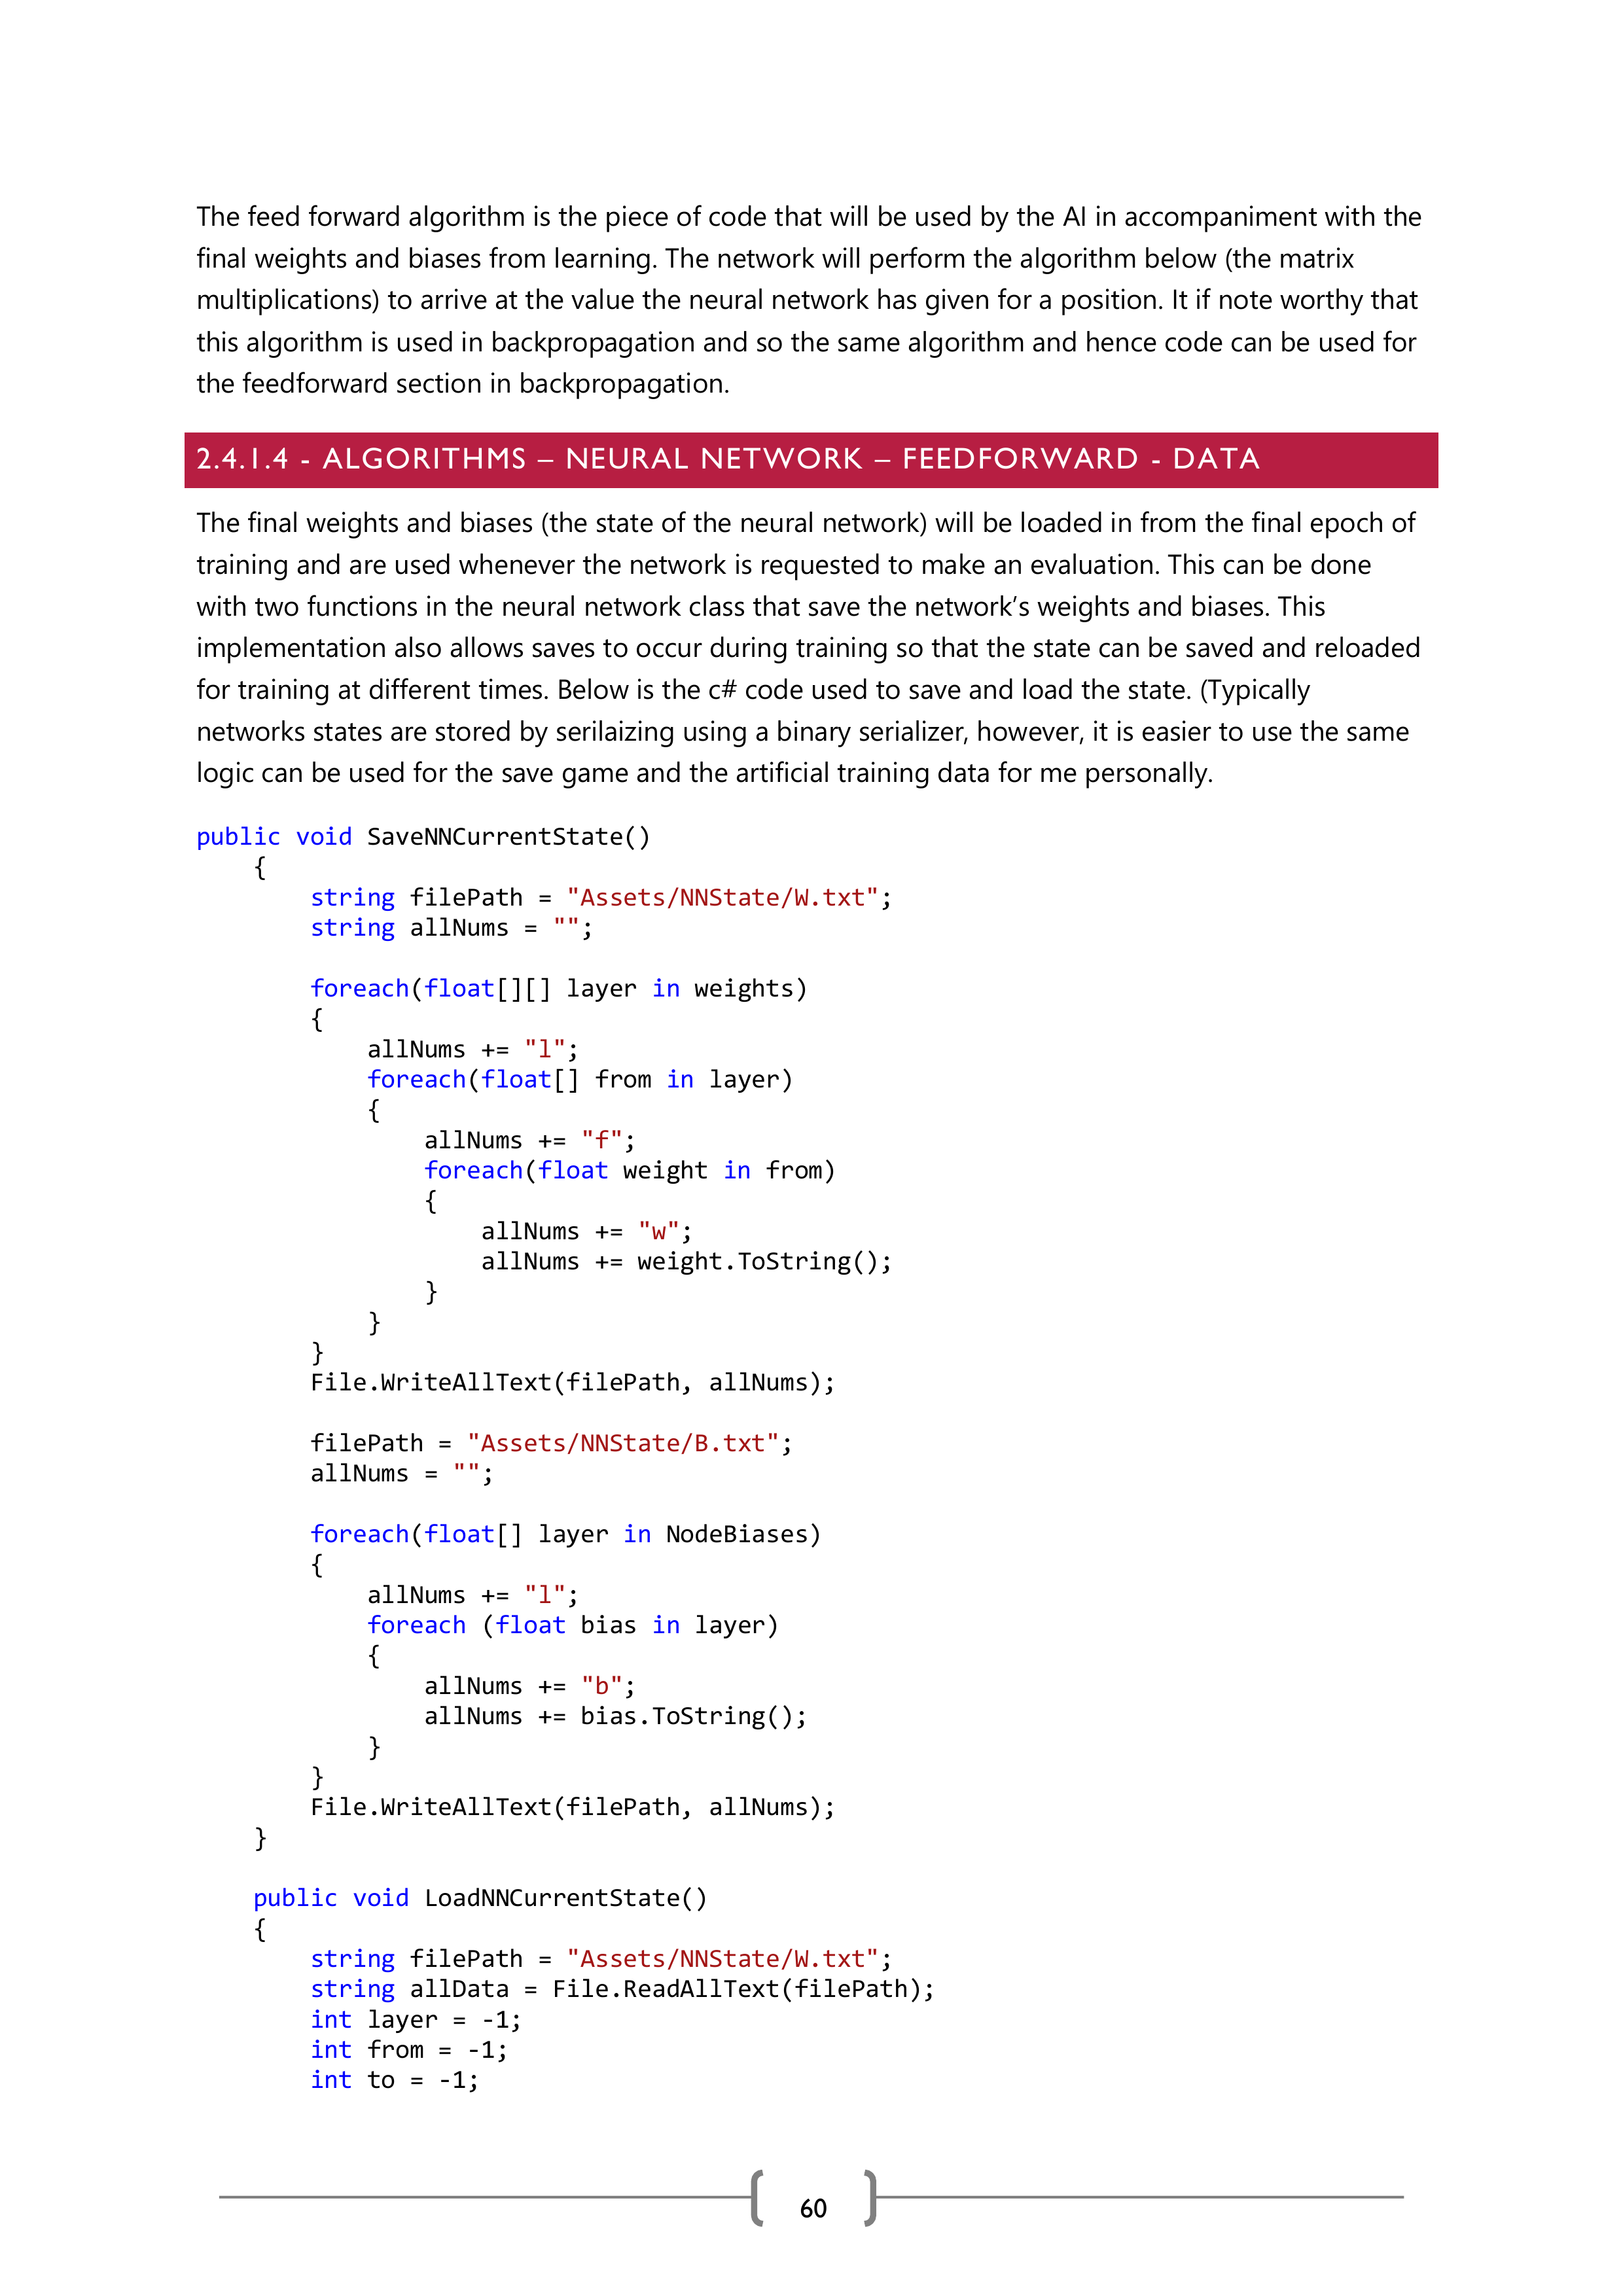 The feed forward algorithm is the piece of code that will be used by the AI in accompaniment with the
final weights and biases from learning. The network will perform the algorithm below (the matrix
multiplications) to arrive at the value the neural network has given for a position. It if note worthy that
this algorithm is used in backpropagation and so the same algorithm and hence code can be used for
the feedforward section in backpropagation.
2.4.1.4 - ALGORITHMS – NEURAL NETWORK – FEEDFORWARD - DATA
The final weights and biases (the state of the neural network) will be loaded in from the final epoch of
training and are used whenever the network is requested to make an evaluation. This can be done
with two functions in the neural network class that save the network's weights and biases. This
implementation also allows saves to occur during training so that the state can be saved and reloaded
for training at different times. Below is the c# code used to save and load the state. (Typically
networks states are stored by serilaizing using a binary serializer, however, it is easier to use the same
logic can be used for the save game and the artificial training data for me personally.
public void SaveNNCurrentState()
    {
        string filePath = "Assets/NNState/W.txt";
        string allNums = "";

        foreach(float[][] layer in weights)
        {
            allNums += "l";
            foreach(float[] from in layer)
            {
                allNums += "f";
                foreach(float weight in from)
                {
                    allNums += "w";
                    allNums += weight.ToString();
                }
            }
        }
        File.WriteAllText(filePath, allNums);

        filePath = "Assets/NNState/B.txt";
        allNums = "";

        foreach(float[] layer in NodeBiases)
        {
            allNums += "l";
            foreach (float bias in layer)
            {
                allNums += "b";
                allNums += bias.ToString();
            }
        }
        File.WriteAllText(filePath, allNums);
    }

    public void LoadNNCurrentState()
    {
        string filePath = "Assets/NNState/W.txt";
        string allData = File.ReadAllText(filePath);
        int layer = -1;
        int from = -1;
        int to = -1;
60